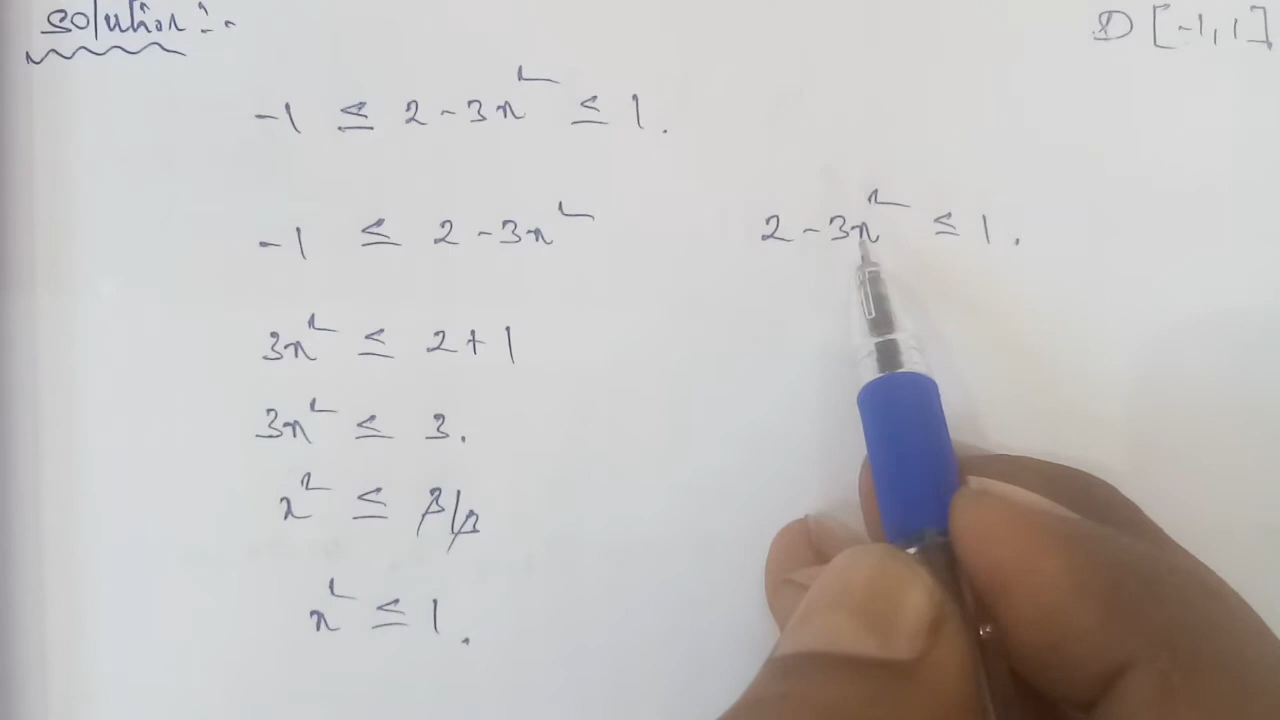 Solution:-
D [-1, 1]
-1 ≤ 2 - 3x² ≤ 1.
-1 ≤ 2 - 3x²
2 - 3x² ≤ 1.
3x² ≤ 2 + 1
3x² ≤ 3.
x² ≤ 3/3
x² ≤ 1.